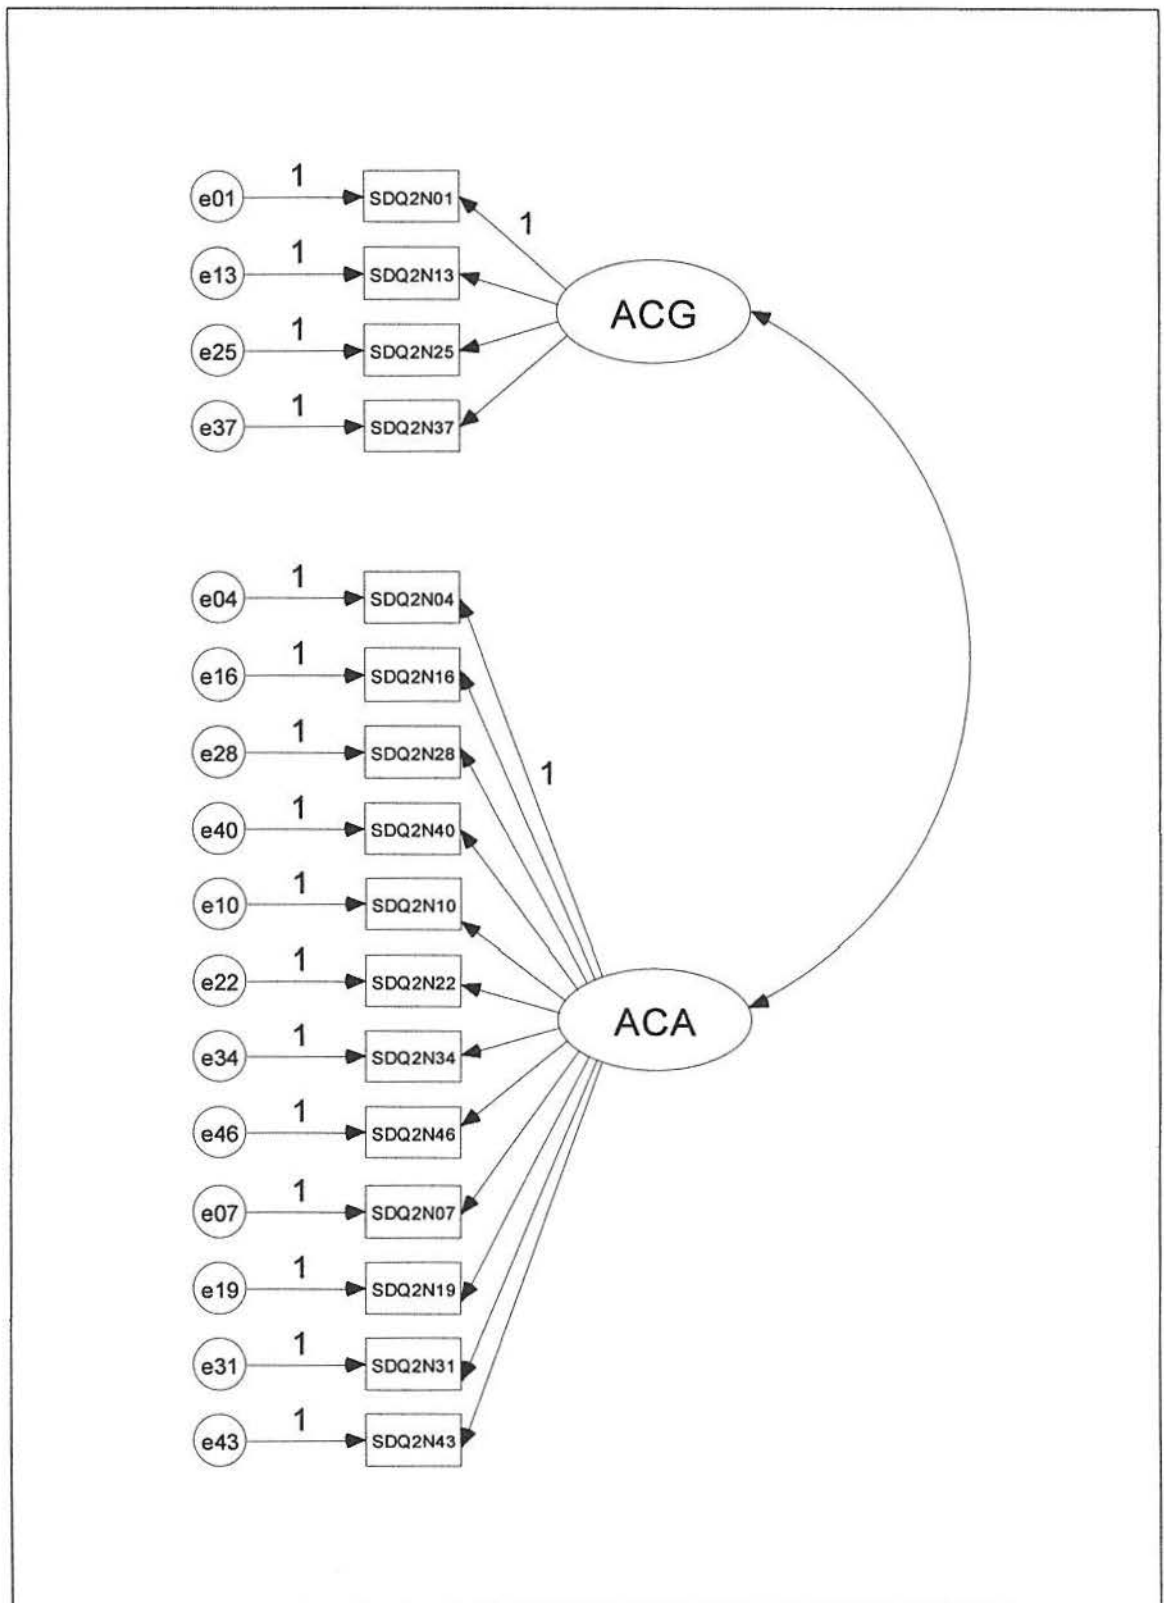 e01 1 SDQ2N01
1
e13 1 SDQ2N13
ACG
e25 1 SDQ2N25
e37 1 SDQ2N37
e04 1 SDQ2N04
e16 1 SDQ2N16
e28 1 SDQ2N28
1
e40 1 SDQ2N40
e10 1 SDQ2N10
e22 1 SDQ2N22
ACA
e34 1 SDQ2N34
e46 1 SDQ2N46
e07 1 SDQ2N07
e19 1 SDQ2N19
e31 1 SDQ2N31
e43 1 SDQ2N43